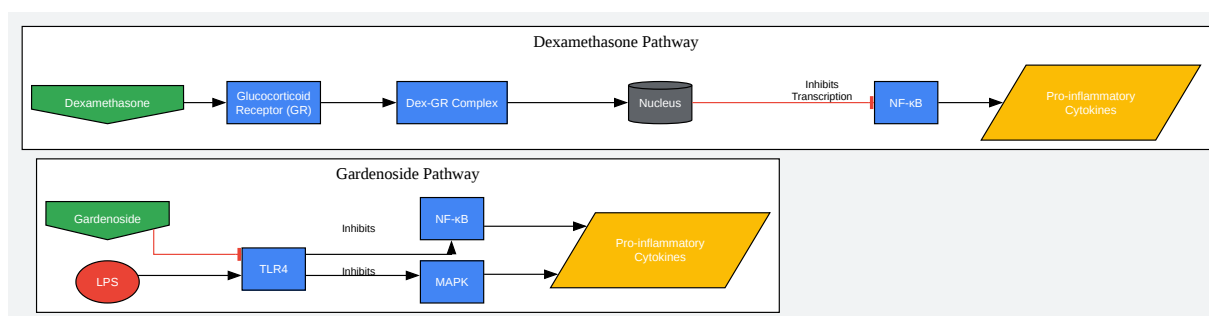 Dexamethasone Pathway
Dexamethasone
Glucocorticoid
Receptor (GR)
Dex-GR Complex
Nucleus
Inhibits
Transcription
NF-κB
Pro-inflammatory
Cytokines
Gardenoside Pathway
Gardenoside
LPS
TLR4
Inhibits
Inhibits
NF-κB
MAPK
Pro-inflammatory
Cytokines